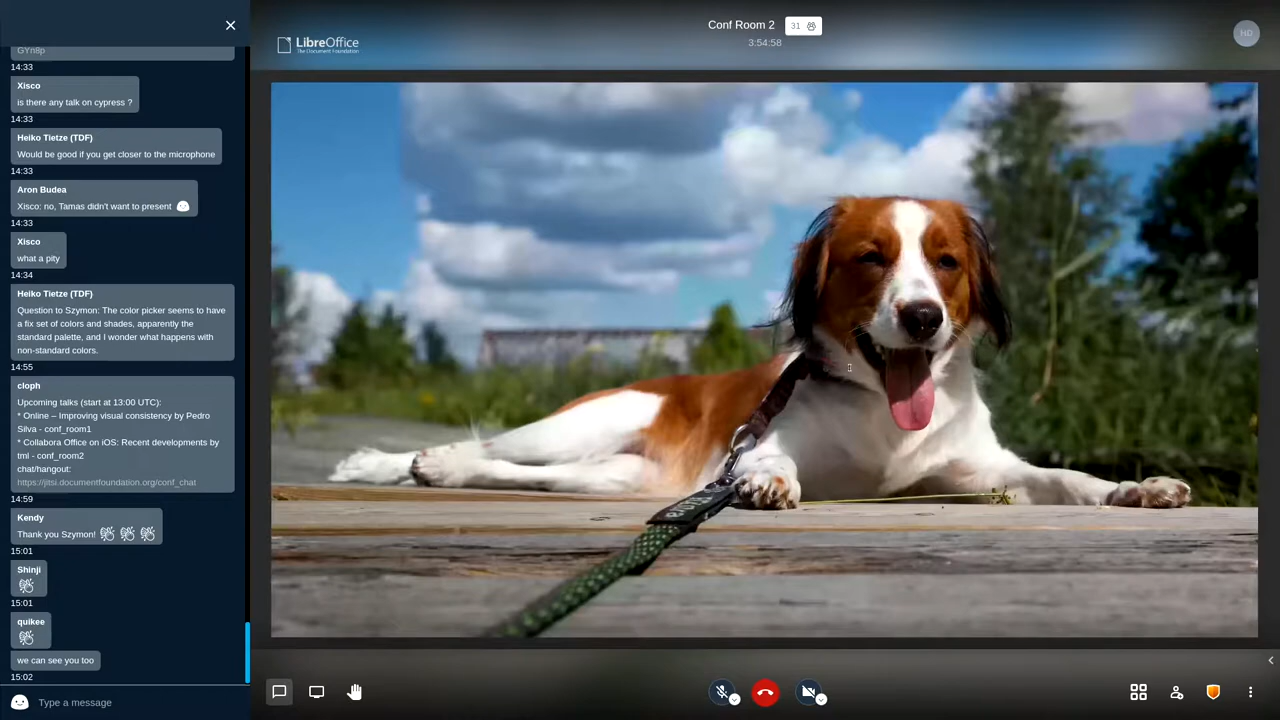 GYn8p
14:33
Xisco
is there any talk on cypress ?
14:33
Heiko Tietze (TDF)
Would be good if you get closer to the microphone
14:33
Aron Budea
Xisco: no, Tamas didn't want to present
14:33
Xisco
what a pity
14:34
Heiko Tietze (TDF)
Question to Szymon: The color picker seems to have
a fix set of colors and shades, apparently the
standard palette, and I wonder what happens with
non-standard colors.
14:55
cloph
Upcoming talks (start at 13:00 UTC):
* Online – Improving visual consistency by Pedro
Silva - conf_room1
* Collabora Office on iOS: Recent developments by
tml - conf_room2
chat/hangout:
https://jitsi.documentfoundation.org/conf_chat
14:59
Kendy
Thank you Szymon!
15:01
Shinji
15:01
quikee
we can see you too
15:02
Type a message
LibreOffice
The Document Foundation
Conf Room 2
31
3:54:58
HD